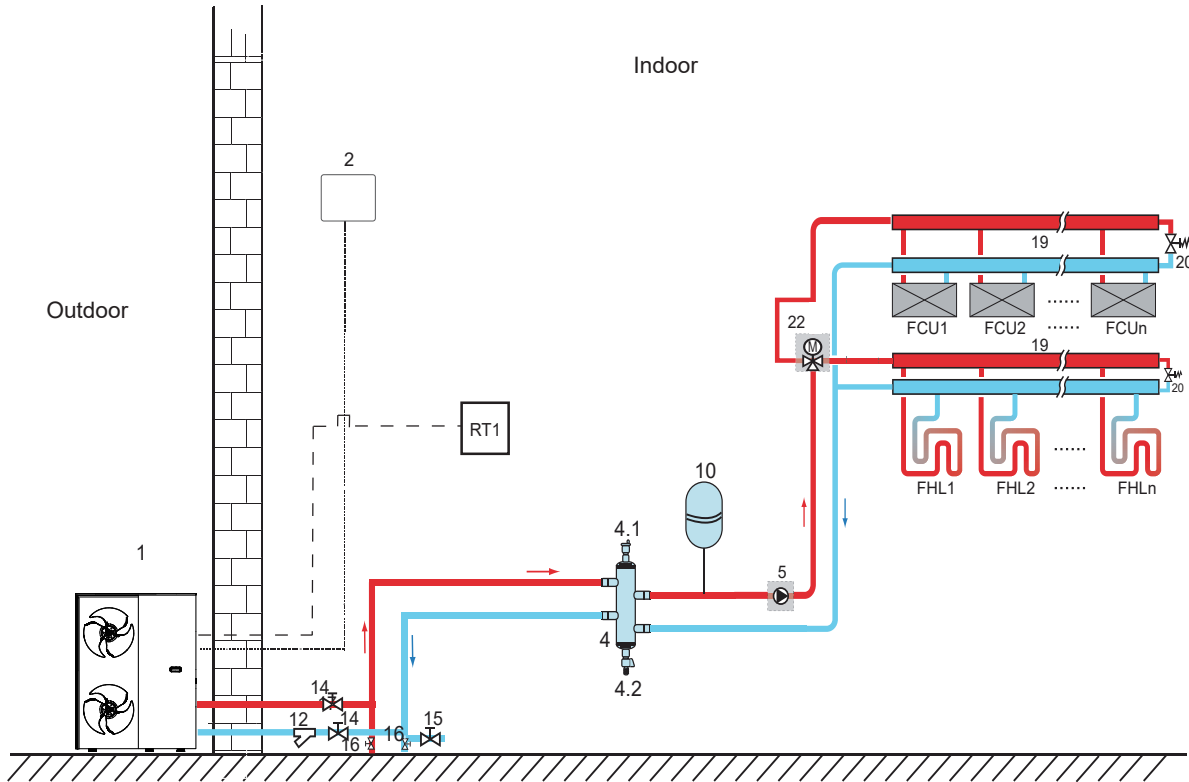 Indoor
Outdoor
2
19
20
FCU1 FCU2 ...... FCUn
......
22
M
19
20
RT1
FHL1 FHL2 ...... FHLn
......
10
4.1
1
5
4
4.2
14
12 14 16 15
16